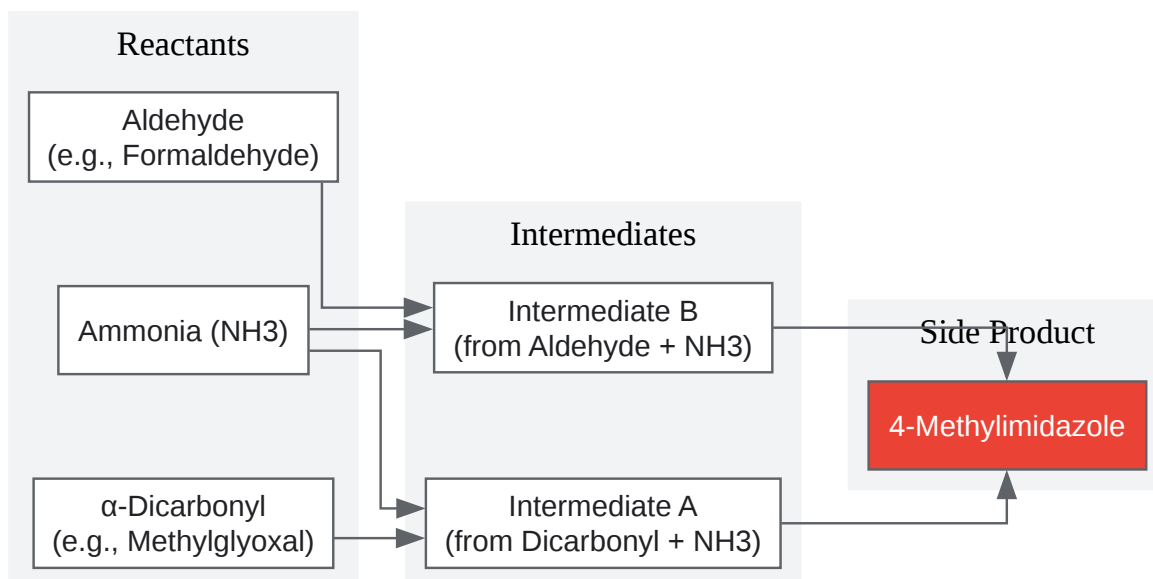 Reactants
Aldehyde
(e.g., Formaldehyde)
Ammonia (NH3)
α-Dicarbonyl
(e.g., Methylglyoxal)
Intermediates
Intermediate B
(from Aldehyde + NH3)
Intermediate A
(from Dicarbonyl + NH3)
Side Product
4-Methylimidazole